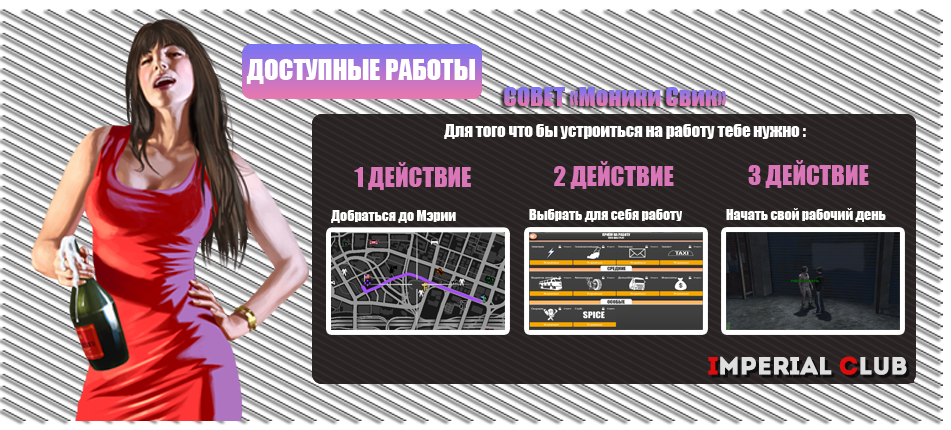 ДОСТУПНЫЕ РАБОТЫ
СОВЕТ «Моники Свик»
Для того что бы устроиться на работу тебе нужно :
1 ДЕЙСТВИЕ
2 ДЕЙСТВИЕ
3 ДЕЙСТВИЕ
Добраться до Мэрии
Выбрать для себя работу
Начать свой рабочий день
TAXI
СРЕДНИЕ
ОСОБЫЕ
SPICE
IMPERIAL CLUB